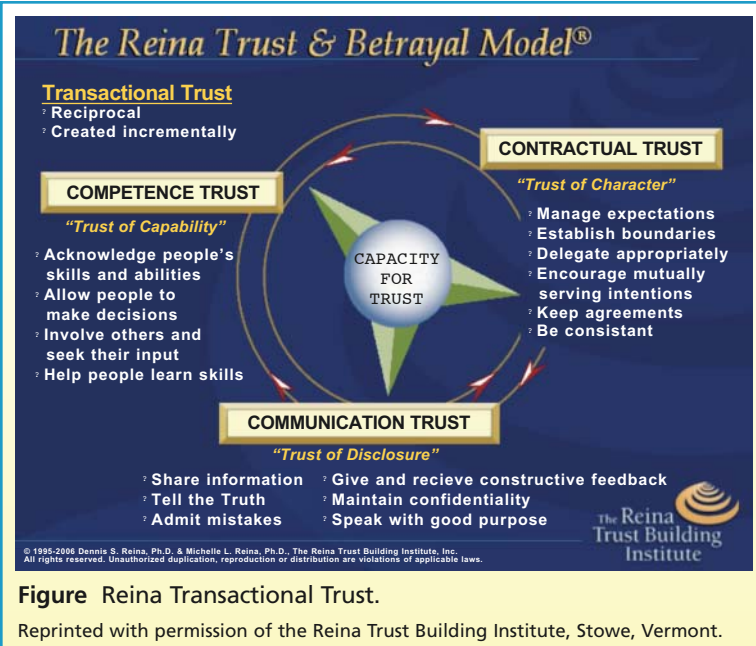 The Reina Trust & Betrayal Model®
Transactional Trust
? Reciprocal
? Created incrementally
COMPETENCE TRUST
“Trust of Capability”
? Acknowledge people’s
skills and abilities
? Allow people to
make decisions
? Involve others and
seek their input
? Help people learn skills
CAPACITY
FOR
TRUST
CONTRACTUAL TRUST
“Trust of Character”
? Manage expectations
? Establish boundaries
? Delegate appropriately
? Encourage mutually
serving intentions
? Keep agreements
? Be consistant
COMMUNICATION TRUST
“Trust of Disclosure”
? Share information
? Tell the Truth
? Admit mistakes
? Give and recieve constructive feedback
? Maintain confidentiality
? Speak with good purpose
The Reina
Trust Building
Institute
© 1995-2006 Dennis S. Reina, Ph.D. & Michelle L. Reina, Ph.D., The Reina Trust Building Institute, Inc.
All rights reserved. Unauthorized duplication, reproduction or distribution are violations of applicable laws.
Figure Reina Transactional Trust.
Reprinted with permission of the Reina Trust Building Institute, Stowe, Vermont.